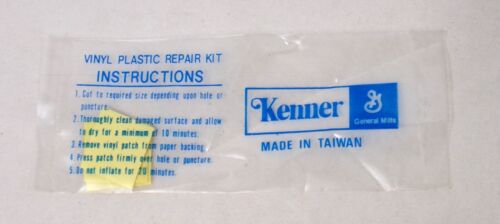 VINYL PLASTIC REPAIR KIT
INSTRUCTIONS
1. Cut to required size depending upon hole or
puncture.
2. Thoroughly clean damaged surface and allow
to dry for a minimum of 10 minutes.
3. Remove vinyl patch from paper backing.
4. Press patch firmly over hole or puncture.
5. Do not inflate for 20 minutes.
Kenner
G
General Mills
MADE IN TAIWAN